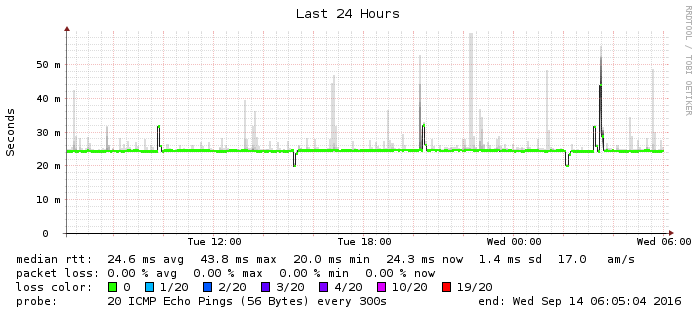 Last 24 Hours
RRDTOOL / TOBI OETIKER
Seconds
50 m
40 m
30 m
20 m
10 m
0
Tue 12:00 Tue 18:00 Wed 00:00 Wed 06:00
median rtt: 24.6 ms avg 43.8 ms max 20.0 ms min 24.3 ms now 1.4 ms sd 17.0 am/s
packet loss: 0.00 % avg 0.00 % max 0.00 % min 0.00 % now
loss color: 0 1/20 2/20 3/20 4/20 10/20 19/20
probe: 20 ICMP Echo Pings (56 Bytes) every 300s end: Wed Sep 14 06:05:04 2016